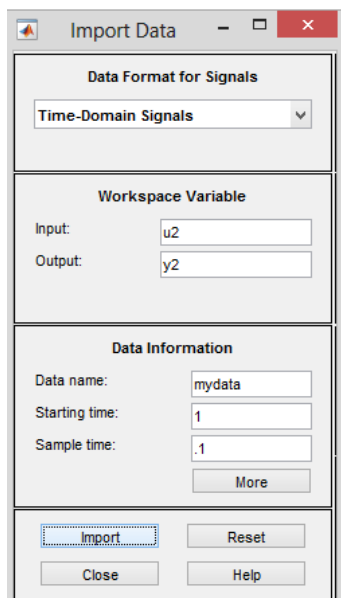 Import Data
Data Format for Signals
Time-Domain Signals
Workspace Variable
Input: u2
Output: y2
Data Information
Data name: mydata
Starting time: 1
Sample time: .1
More
Import Reset
Close Help